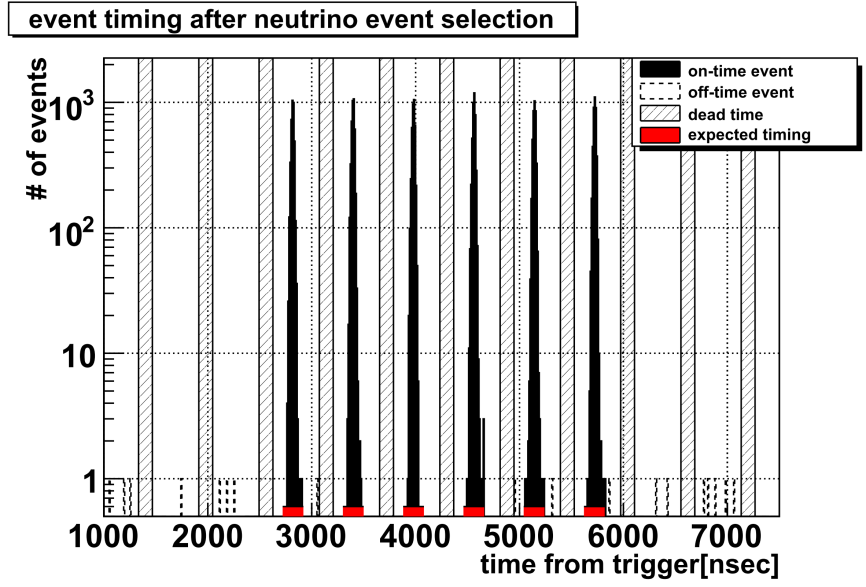 event timing after neutrino event selection
on-time event
off-time event
dead time
expected timing
# of events
10³
10²
10
1
1000 2000 3000 4000 5000 6000 7000
time from trigger[nsec]